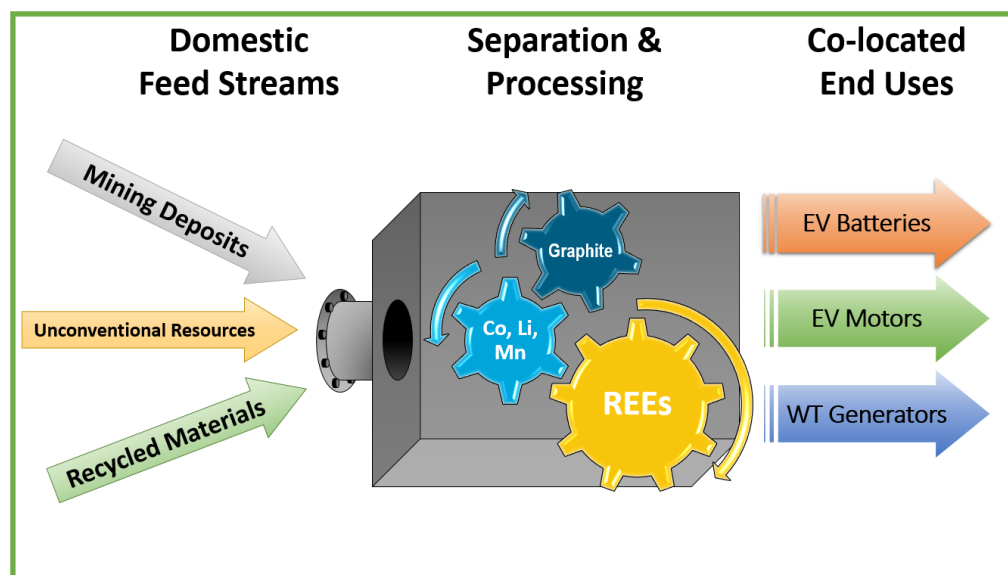 Domestic
Feed Streams
Separation &
Processing
Co-located
End Uses
Mining Deposits
Unconventional Resources
Recycled Materials
Graphite
Co, Li,
Mn
REEs
EV Batteries
EV Motors
WT Generators